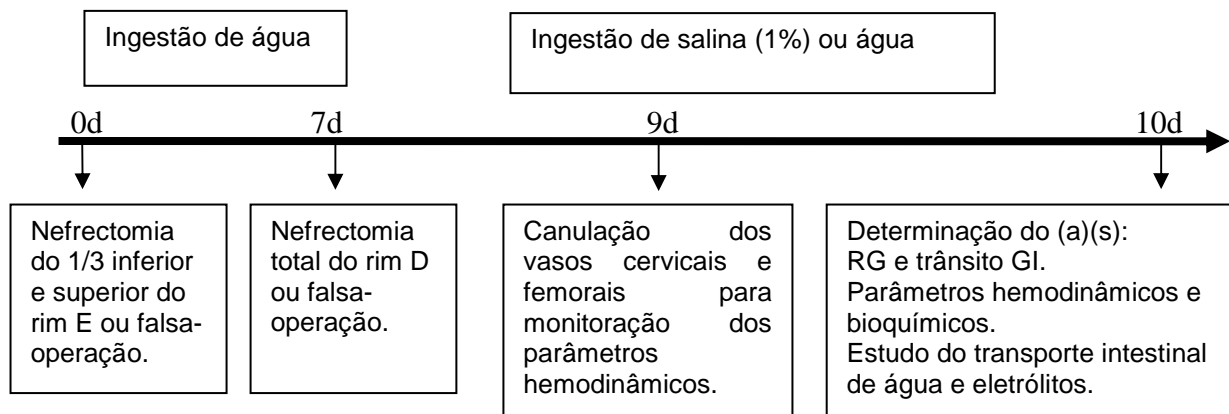 Ingestão de água
Ingestão de salina (1%) ou água
0d
7d
9d
10d
Nefrectomia
do 1/3 inferior
e superior do
rim E ou falsa-
operação.
Nefrectomia
total do rim D
ou falsa-
operação.
Canulação dos
vasos cervicais e
femorais para
monitoração dos
parâmetros
hemodinâmicos.
Determinação do (a)(s):
RG e trânsito GI.
Parâmetros hemodinâmicos e
bioquímicos.
Estudo do transporte intestinal
de água e eletrólitos.